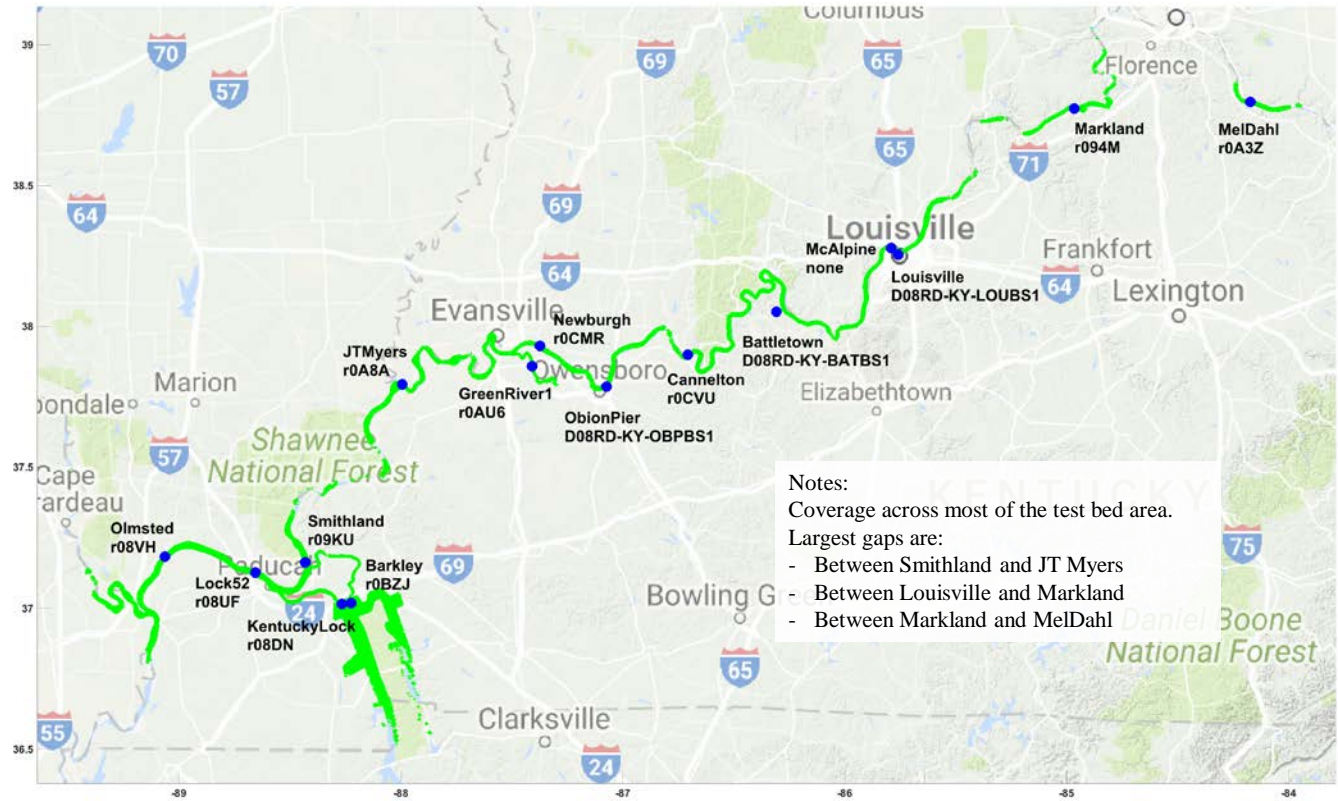 Columbus
39
70
57
69
65
Florence
Markland
r094M
MelDahl
r0A3Z
65
71
38.5
64
69
Louisville
McAlpine
none
Frankfort
Louisville
D08RD-KY-LOUBS1
64
64
Lexington
Evansville
Newburgh
r0CMR
38
Battletown
D08RD-KY-BATBS1
JTMyers
r0A8A
Owensboro
Cannelton
r0CVU
Marion
GreenRiver1
r0AU6
Elizabethtown
bondale
ObionPier
D08RD-KY-OBPBS1
Shawnee
National Forest
57
37.5
Cape
rardeau
Notes:
Coverage across most of the test bed area.
Largest gaps are:
- Between Smithland and JT Myers
- Between Louisville and Markland
- Between Markland and MelDahl
KENTUCKY
75
Olmsted
r08VH
Smithland
r09KU
Paducah
Barkley
r0BZJ
69
Lock52
r08UF
24
37
KentuckyLock
r08DN
Bowling Gre
Daniel Boone
National Forest
65
Clarksville
55
36.5
24
-89
-88
-87
-86
-85
-84